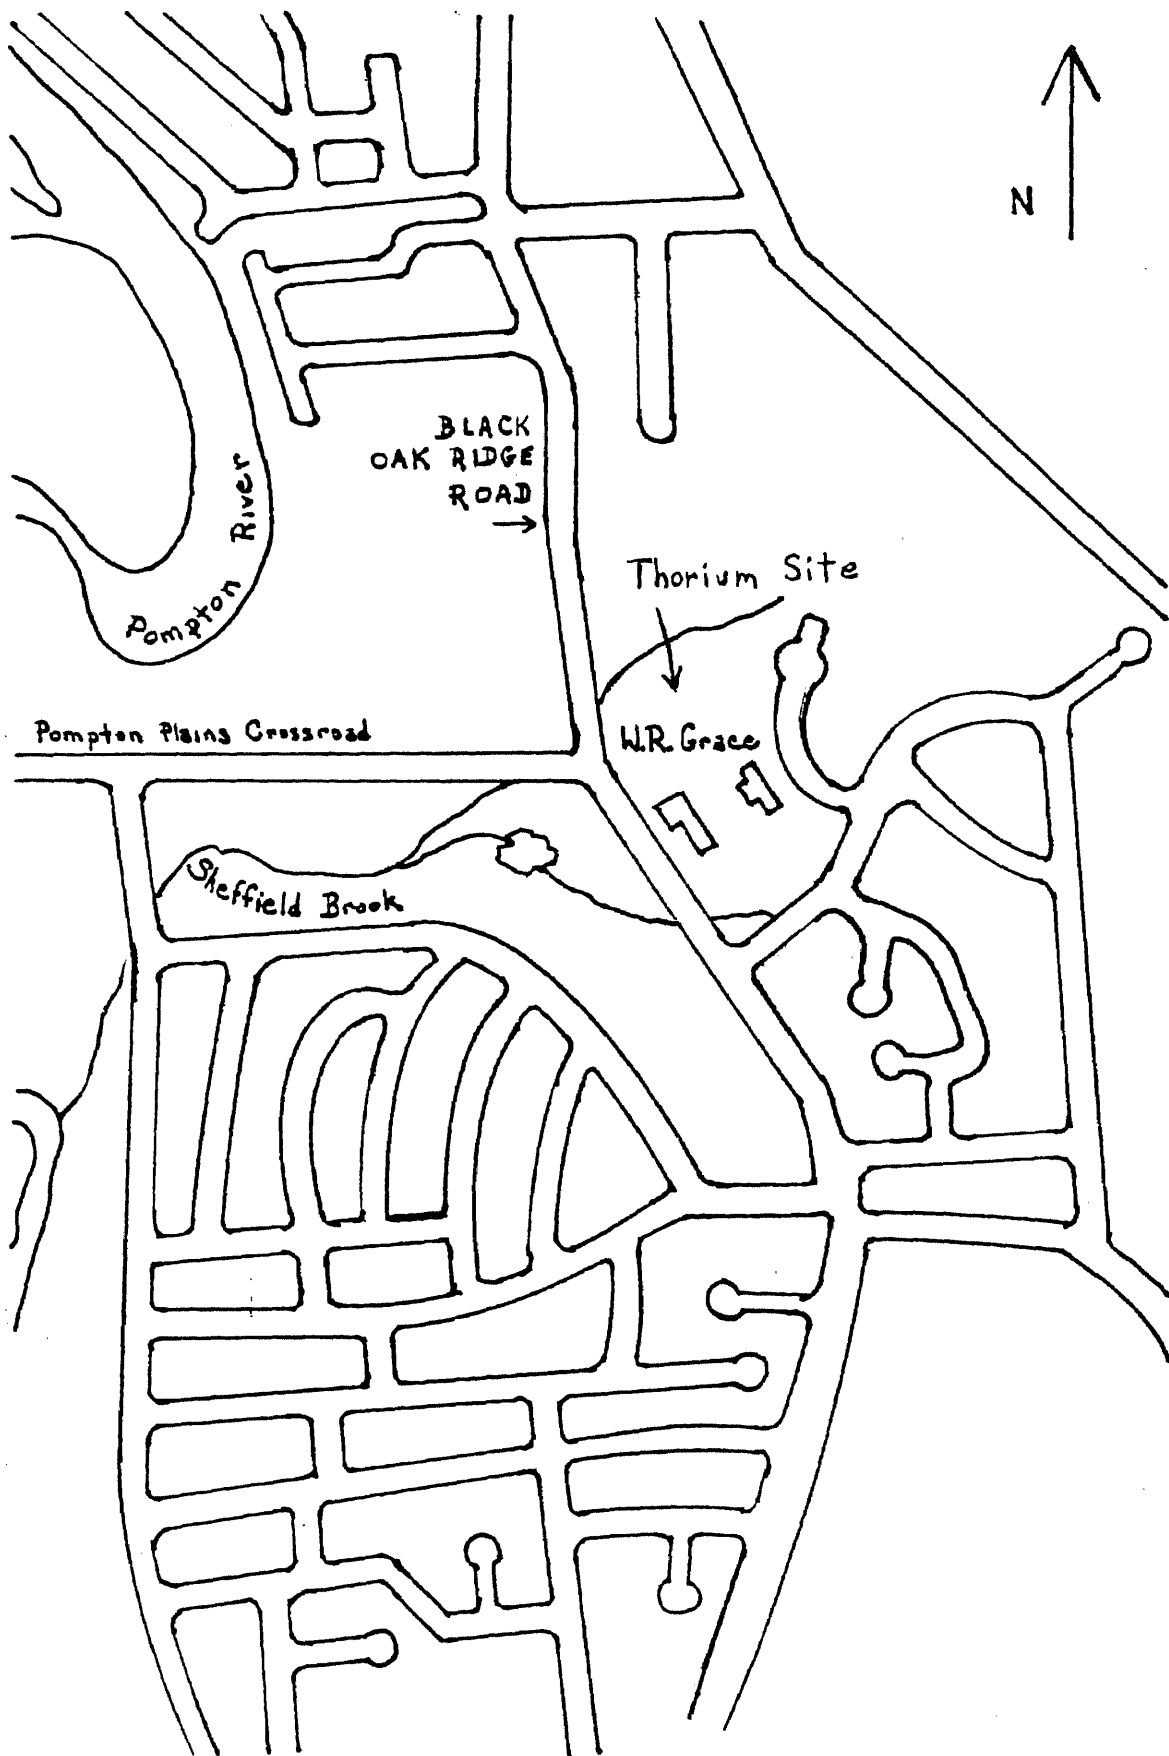 N
BLACK
OAK RIDGE
ROAD
Pompton River
Thorium Site
Pompton Plains Crossroad
W.R. Grace
Sheffield Brook